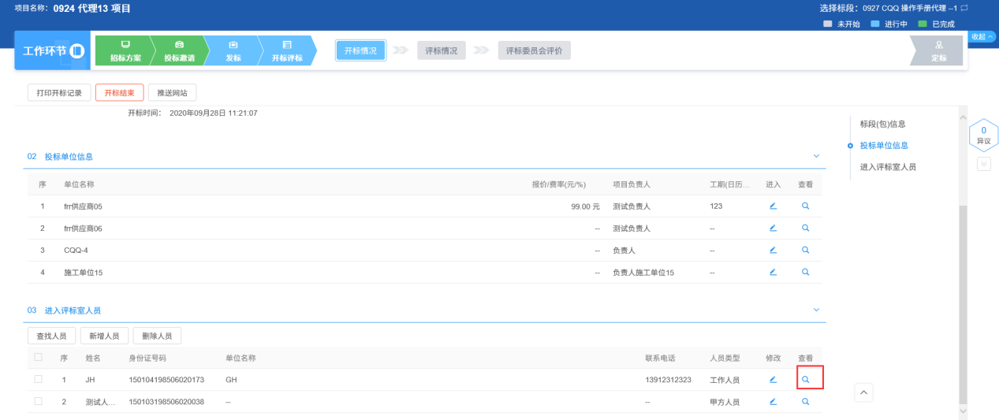 项目名称：0924 代理13 项目
选择标段：0927 CQQ 操作手册代理 –1
未开始 进行中 已完成
收起
工作环节
招标方案 投标邀请 发标 开标评标 开标情况 评标情况 评标委员会评价 定标
打印开标记录 开标结束 推送网站
开标时间： 2020年09月28日 11:21:07
标段(包)信息
投标单位信息
进入评标室人员
0
异议
02 投标单位信息
序 单位名称 报价/费率(元/%) 项目负责人 工期(日历... 进入 查看
1 frr供应商05 99.00 元 测试负责人 123
2 frr供应商06 -- 测试负责人 --
3 CQQ-4 -- 负责人 --
4 施工单位15 -- 负责人施工单位15 --
03 进入评标室人员
查找人员 新增人员 删除人员
序 姓名 身份证号码 单位名称 联系电话 人员类型 修改 查看
1 JH 150104198506020173 GH 13912312323 工作人员
2 测试人... 150103198506020038 -- -- 甲方人员